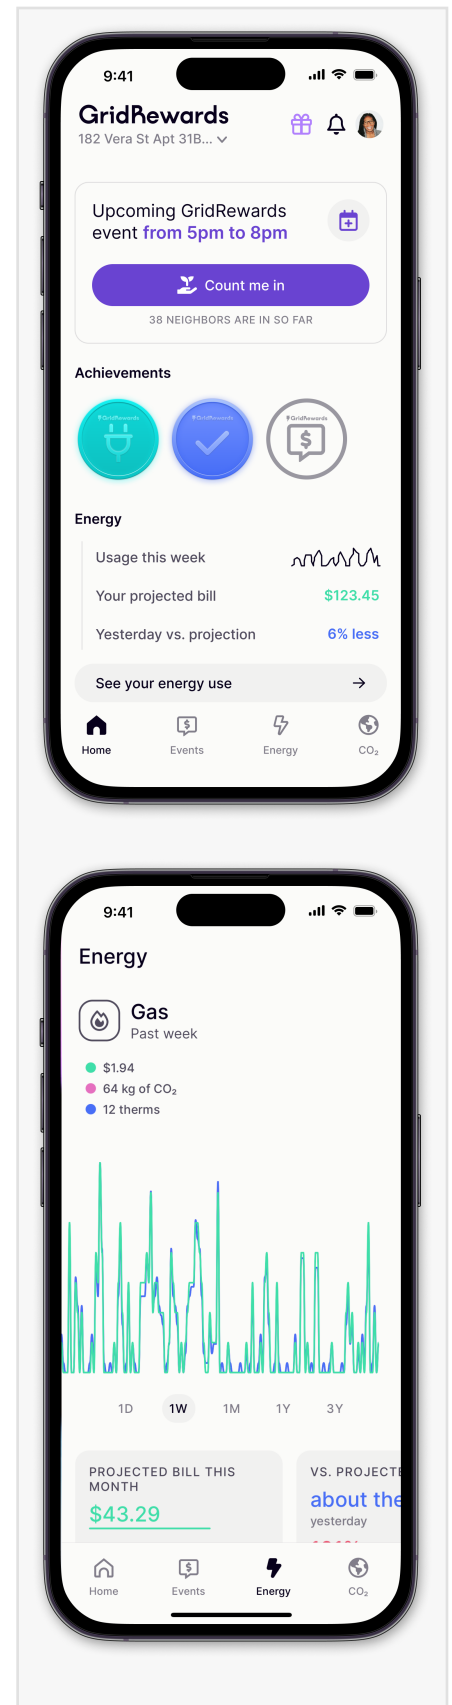 9:41
GridRewards
182 Vera St Apt 31B...
Upcoming GridRewards
event from 5pm to 8pm
Count me in
38 NEIGHBORS ARE IN SO FAR
Achievements
GridRewards
GridRewards
GridRewards
$
Energy
Usage this week
Your projected bill $123.45
Yesterday vs. projection 6% less
See your energy use
$
Home Events Energy CO₂
9:41
Energy
Gas
Past week
$1.94
64 kg of CO₂
12 therms
1D 1W 1M 1Y 3Y
PROJECTED BILL THIS
MONTH
$43.29
VS. PROJECTE
about the
yesterday
$
Home Events Energy CO₂